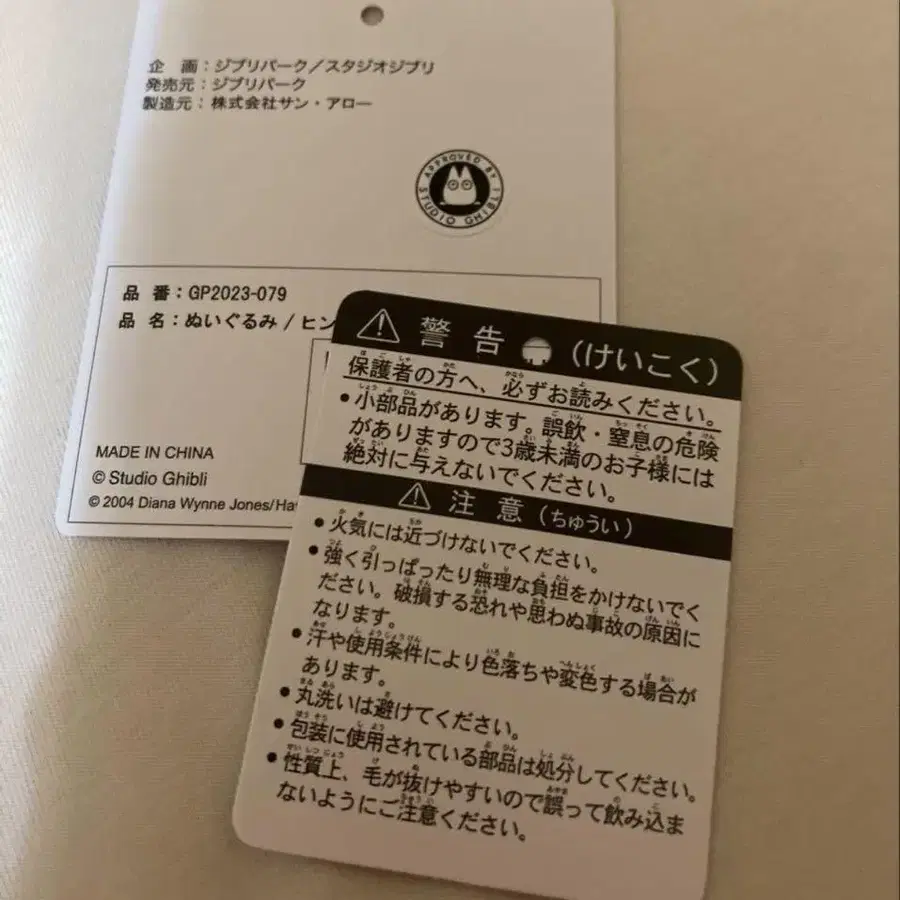 企 画：ジブリパーク／スタジオジブリ
発売元：ジブリパーク
製造元：株式会社サン・アロー
APPROVED BY
STUDIO GHIBLI
品 番：GP2023-079
品 名：ぬいぐるみ / ヒン
MADE IN CHINA
© Studio Ghibli
© 2004 Diana Wynne Jones/
警告（けいこく）
保護者の方へ、必ずお読みください。
・小部品があります。誤飲・窒息の危険
がありますので3歳未満のお子様には
絶対に与えないでください。
注意（ちゅうい）
・火気には近づけないでください。
・強く引っぱったり無理な負担をかけないでく
ださい。破損する恐れや思わぬ事故の原因に
なります。
・汗や使用条件により色落ちや変色する場合が
あります。
・丸洗いは避けてください。
・包装に使用されている部品は処分してください。
・性質上、毛が抜けやすいので誤って飲み込ま
ないようにご注意ください。